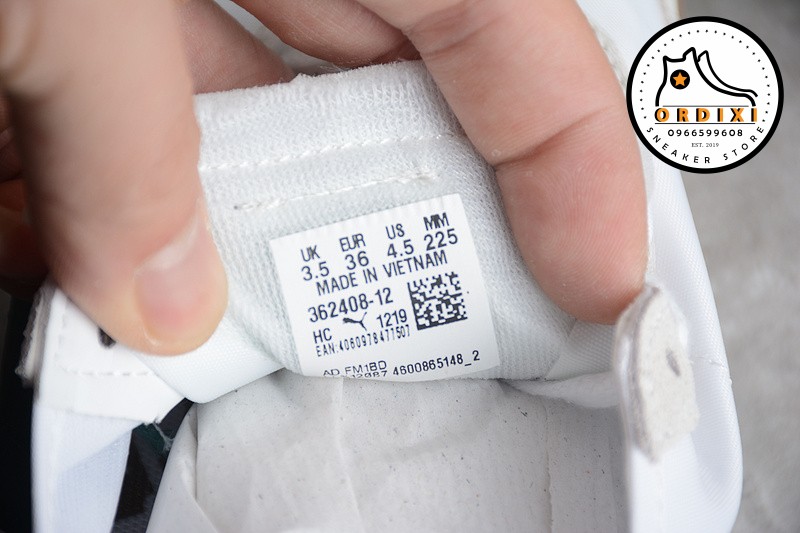 ORDIXI
0966599608
EST. 2019
SNEAKER STORE
UK EUR US MM
3.5 36 4.5 225
MADE IN VIETNAM
362408-12
HC 1219
EAN:4060978477507
AD FM1BD
4600865148_2